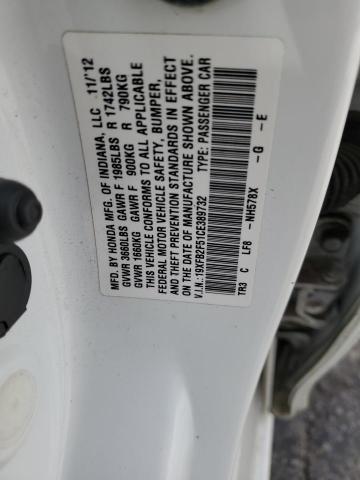 MFD. BY HONDA MFG. OF INDIANA, LLC 11/'12
GVWR 3660LBS GAWR F 1985LBS R 1742LBS
GVWR 1660KG GAWR F 900KG R 790KG
THIS VEHICLE CONFORMS TO ALL APPLICABLE
FEDERAL MOTOR VEHICLE SAFETY, BUMPER,
AND THEFT PREVENTION STANDARDS IN EFFECT
ON THE DATE OF MANUFACTURE SHOWN ABOVE.
V.I.N.:19XFB2F51CE389732 TYPE: PASSENGER CAR
TR3 C LF8 -NH578X -G -E